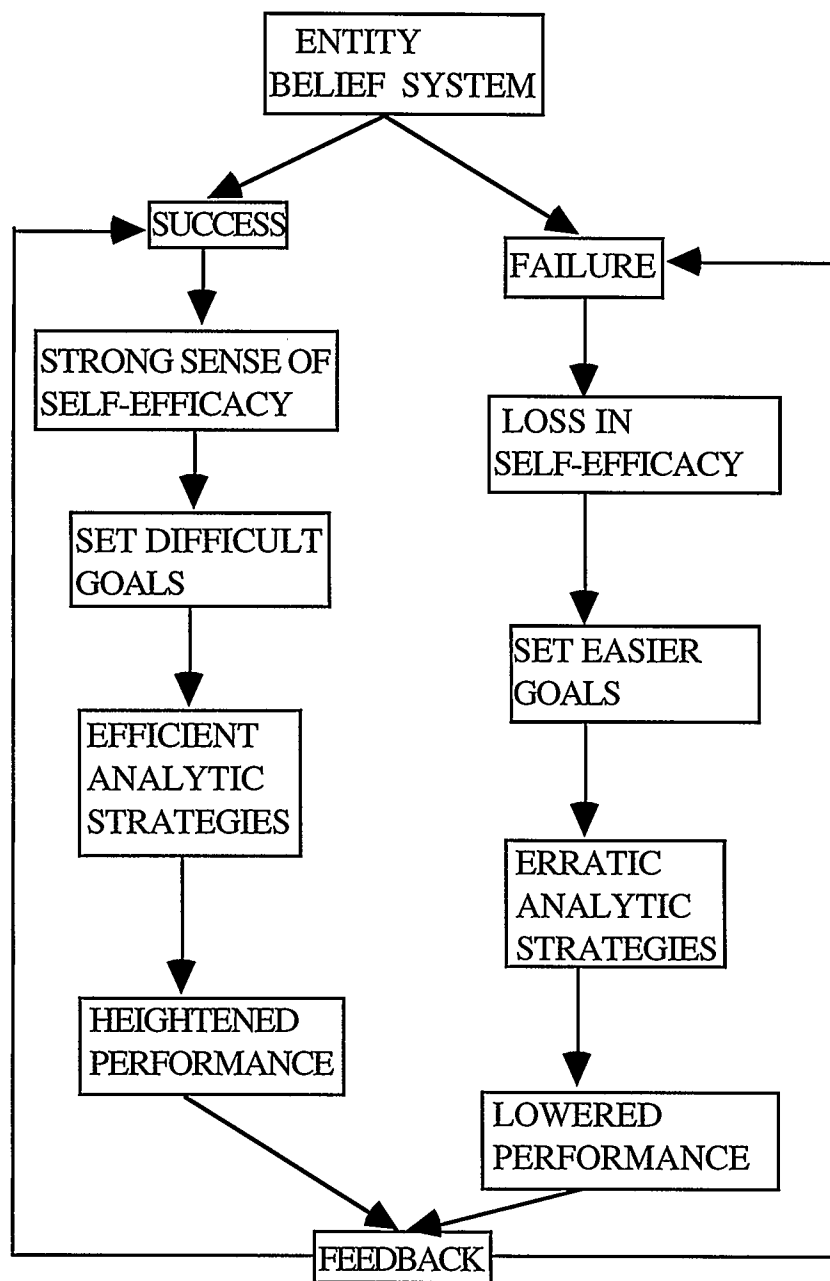 ENTITY
BELIEF SYSTEM
SUCCESS
FAILURE
STRONG SENSE OF
SELF-EFFICACY
LOSS IN
SELF-EFFICACY
SET DIFFICULT
GOALS
SET EASIER
GOALS
EFFICIENT
ANALYTIC
STRATEGIES
ERRATIC
ANALYTIC
STRATEGIES
HEIGHTENED
PERFORMANCE
LOWERED
PERFORMANCE
FEEDBACK